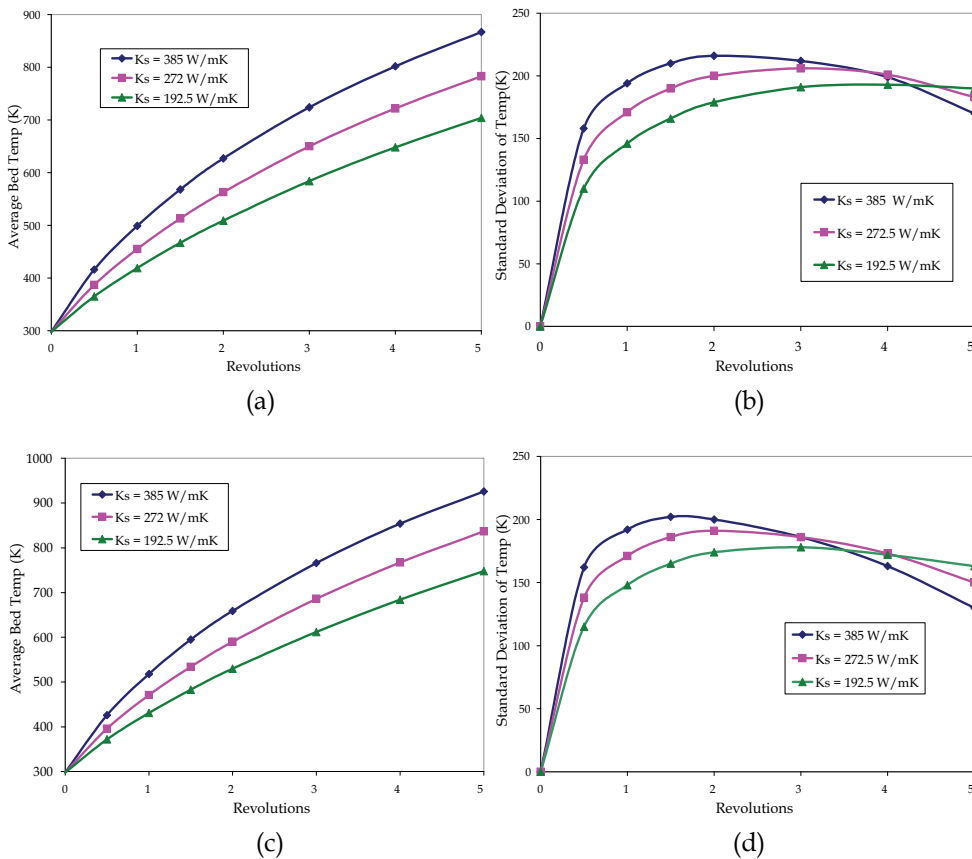 900
800
700
600
500
400
300
0
1
2
3
4
5
Average Bed Temp (K)
Revolutions
Ks = 385 W/mK
Ks = 272 W/mK
Ks = 192.5 W/mK
(a)
250
200
150
100
50
0
0
1
2
3
4
5
Standard Deviation of Temp(K)
Revolutions
Ks = 385 W/mK
Ks = 272.5 W/mK
Ks = 192.5 W/mK
(b)
1000
900
800
700
600
500
400
300
0
1
2
3
4
5
Average Bed Temp (K)
Revolutions
Ks = 385 W/mK
Ks = 272 W/mK
Ks = 192.5 W/mK
(c)
250
200
150
100
50
0
0
1
2
3
4
5
Standard Deviation of Temp (K)
Revolutions
Ks = 385 W/mK
Ks = 272.5 W/mK
Ks = 192.5 W/mK
(d)